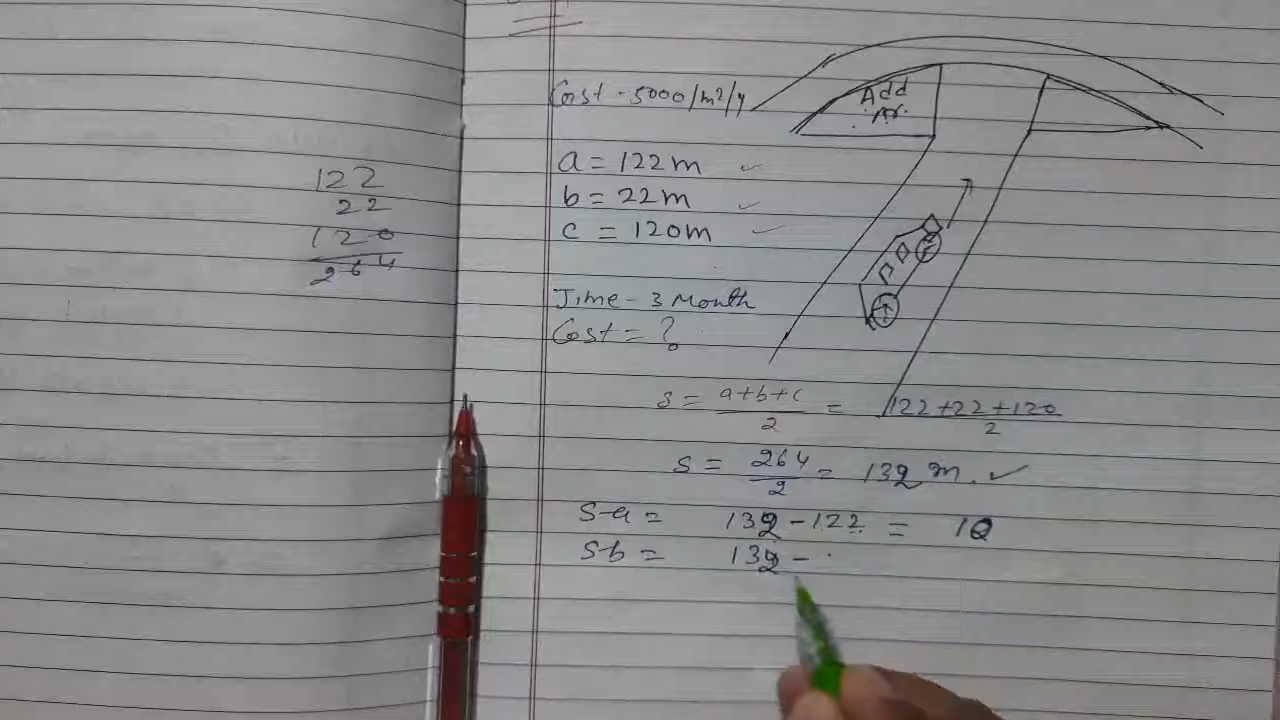 122
22
120
264
Cost - 5000/m2/y
Add
Ar.
a = 122m
b = 22m
c = 120m
Time - 3 Month
Cost = ?
s = a+b+c/2 = 122+22+120/2
s = 264/2 = 132 m.
s-a = 132 - 122 = 10
s-b = 132 -